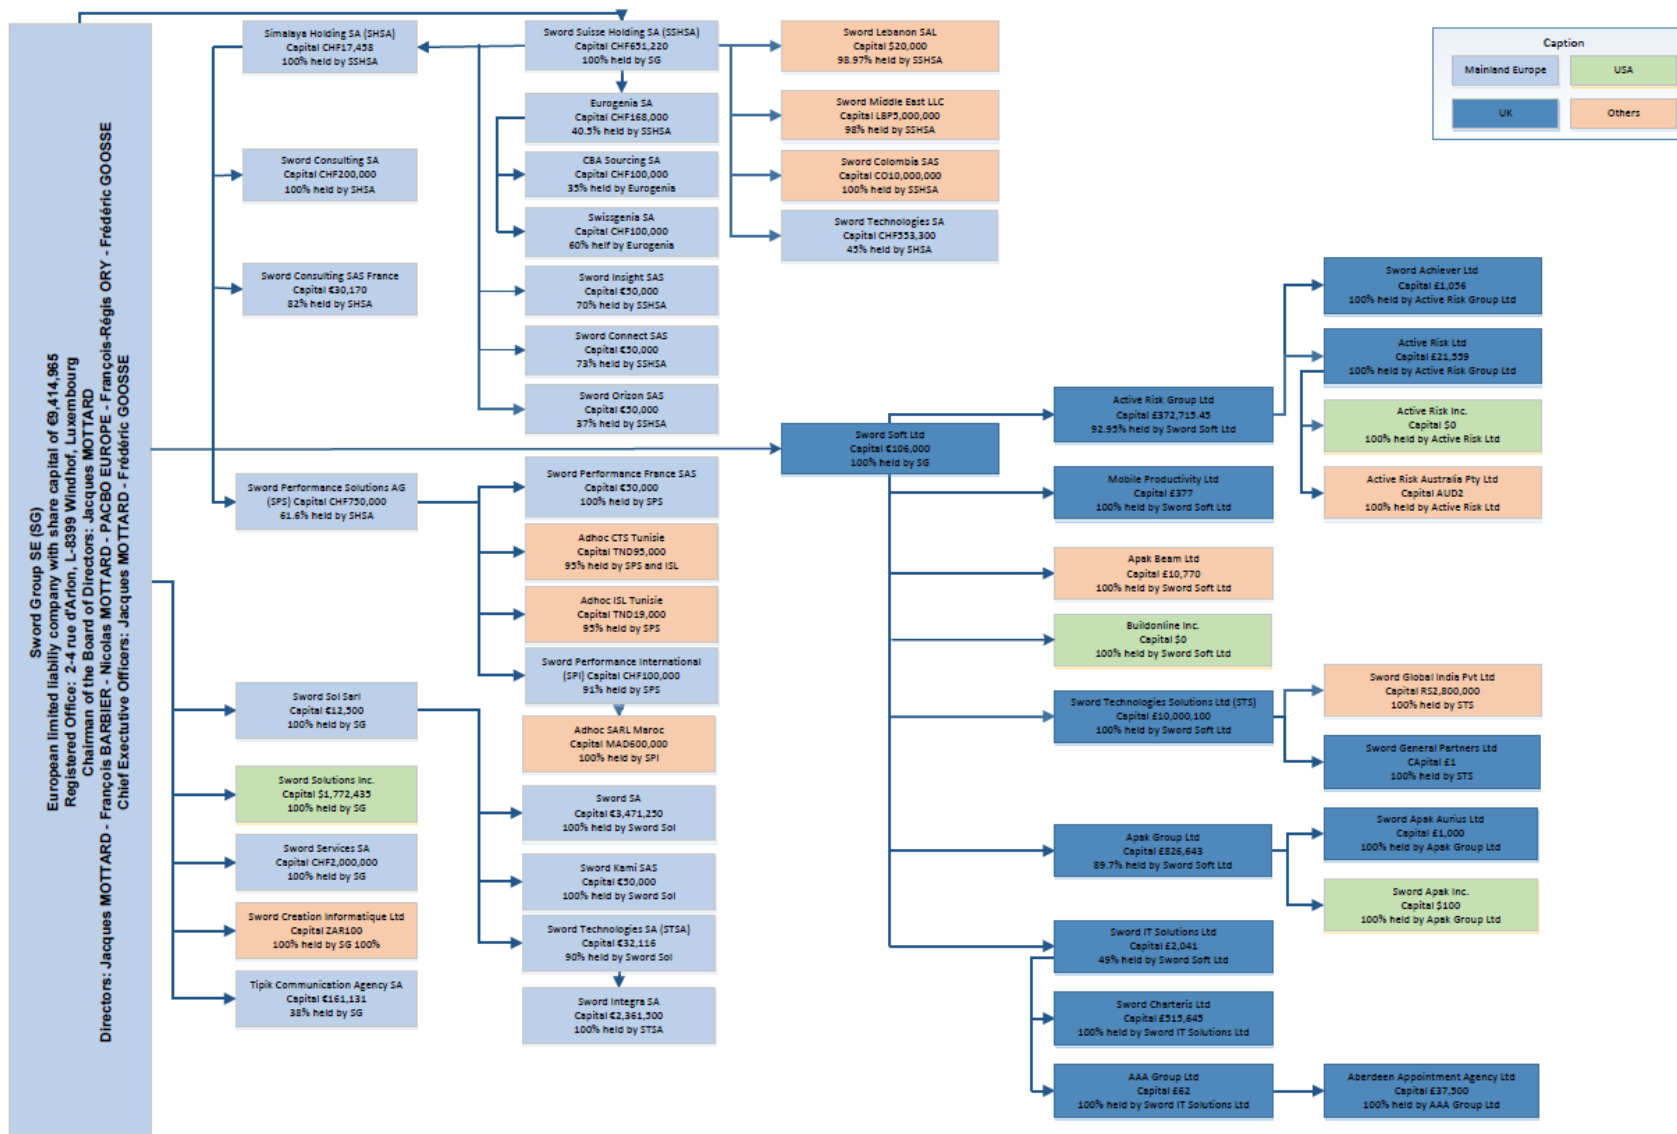 Sword Group SE (SG)
European limited liabiliy company with share capital of €9,414,965
Registered Office: 2-4 rue d'Arlon, L-8399 Windhof, Luxembourg
Chairman of the Board of Directors: Jacques MOTTARD
Directors: Jacques MOTTARD - François BARBIER - Nicolas MOTTARD - PACBO EUROPE - François-Régis ORY - Frédéric GOOSSE
Chief Executive Officers: Jacques MOTTARD - Frédéric GOOSSE
Simalaya Holding SA (SHSA)
Capital CHF17,458
100% held by SSHSA
Sword Consulting SA
Capital CHF200,000
100% held by SHSA
Sword Consulting SAS France
Capital €30,170
82% held by SHSA
Sword Performance Solutions AG
(SPS) Capital CHF750,000
61.6% held by SHSA
Sword Sol Sarl
Capital €12,500
100% held by SG
Sword Solutions Inc.
Capital $1,772,435
100% held by SG
Sword Services SA
Capital CHF2,000,000
100% held by SG
Sword Creation Informatique Ltd
Capital ZAR100
100% held by SG 100%
Tipik Communication Agency SA
Capital €161,131
38% held by SG
Sword Suisse Holding SA (SSHSA)
Capital CHF651,220
100% held by SG
Eurogenia SA
Capital CHF168,000
40.5% held by SSHSA
CBA Sourcing SA
Capital CHF100,000
35% held by Eurogenia
Swissgenia SA
Capital CHF100,000
60% helf by Eurogenia
Sword Insight SAS
Capital €50,000
70% held by SSHSA
Sword Connect SAS
Capital €50,000
73% held by SSHSA
Sword Orizon SAS
Capital €50,000
37% held by SSHSA
Sword Performance France SAS
Capital €50,000
100% held by SPS
Adhoc CTS Tunisie
Capital TND95,000
95% held by SPS and ISL
Adhoc ISL Tunisie
Capital TND19,000
95% held by SPS
Sword Performance International
(SPI) Capital CHF100,000
91% held by SPS
Adhoc SARL Maroc
Capital MAD600,000
100% held by SPI
Sword SA
Capital €3,471,250
100% held by Sword Sol
Sword Kami SAS
Capital €50,000
100% held by Sword Sol
Sword Technologies SA (STSA)
Capital €32,116
90% held by Sword Sol
Sword Integra SA
Capital €2,361,500
100% held by STSA
Sword Lebanon SAL
Capital $20,000
98.97% held by SSHSA
Sword Middle East LLC
Capital LBP5,000,000
98% held by SSHSA
Sword Colombia SAS
Capital CO10,000,000
100% held by SSHSA
Sword Technologies SA
Capital CHF553,300
45% held by SHSA
Sword Soft Ltd
Capital €106,000
100% held by SG
Active Risk Group Ltd
Capital £372,715.45
92.95% held by Sword Soft Ltd
Mobile Productivity Ltd
Capital £377
100% held by Sword Soft Ltd
Apak Beam Ltd
Capital £10,770
100% held by Sword Soft Ltd
Buildonline Inc.
Capital $0
100% held by Sword Soft Ltd
Sword Technologies Solutions Ltd (STS)
Capital £10,000,100
100% held by Sword Soft Ltd
Apak Group Ltd
Capital £826,643
89.7% held by Sword Soft Ltd
Sword IT Solutions Ltd
Capital £2,041
49% held by Sword Soft Ltd
Sword Charteris Ltd
Capital £515,645
100% held by Sword IT Solutions Ltd
AAA Group Ltd
Capital £62
100% held by Sword IT Solutions Ltd
Sword Achiever Ltd
Capital £1,056
100% held by Active Risk Group Ltd
Active Risk Ltd
Capital £21,559
100% held by Active Risk Group Ltd
Active Risk Inc.
Capital $0
100% held by Active Risk Ltd
Active Risk Australia Pty Ltd
Capital AUD2
100% held by Active Risk Ltd
Sword Global India Pvt Ltd
Capital RS2,800,000
100% held by STS
Sword General Partners Ltd
CApital £1
100% held by STS
Sword Apak Aurius Ltd
Capital £1,000
100% held by Apak Group Ltd
Sword Apak Inc.
Capital $100
100% held by Apak Group Ltd
Aberdeen Appointment Agency Ltd
Capital £37,500
100% held by AAA Group Ltd
Caption
Mainland Europe
USA
UK
Others